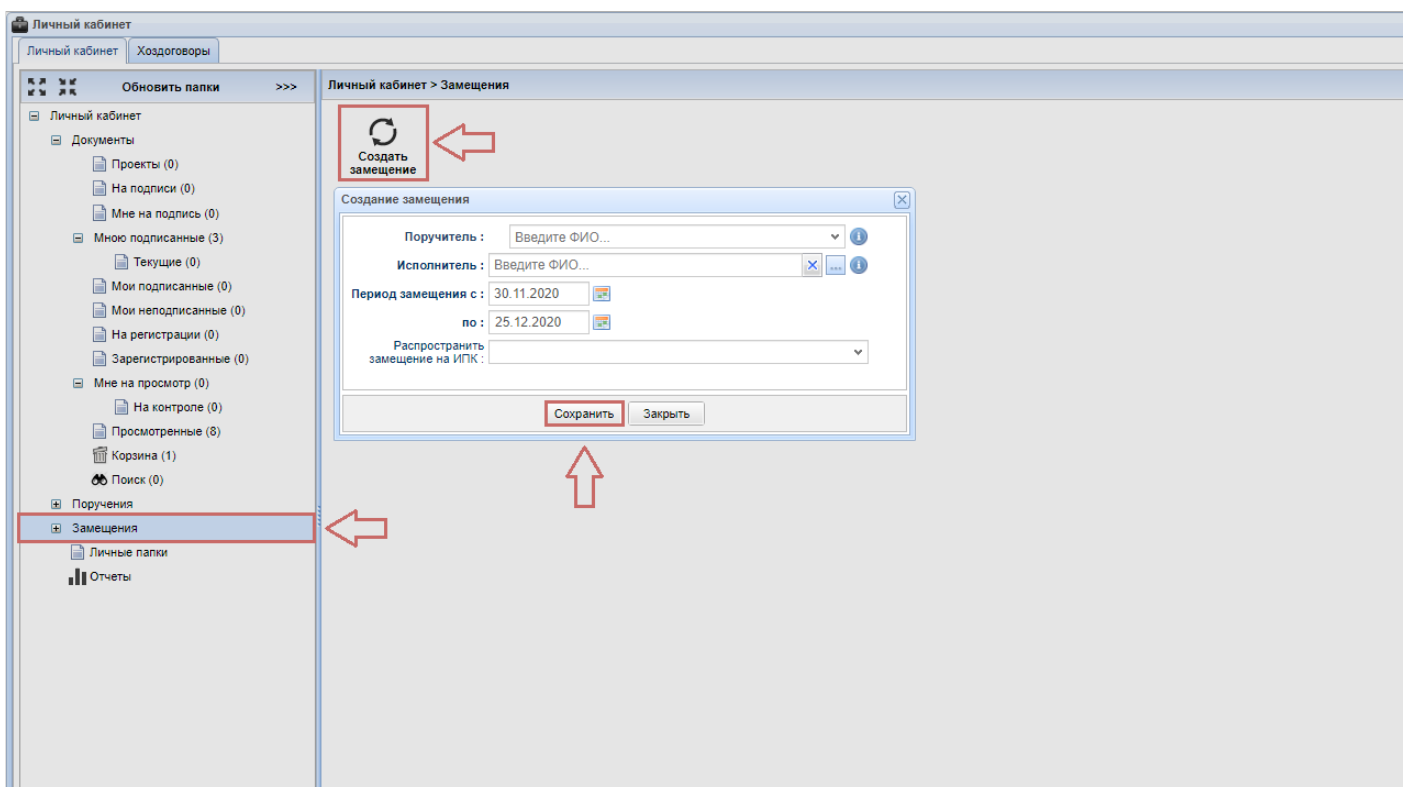 Личный кабинет
Личный кабинет
Хоздоговоры
Обновить папки
>>>
Личный кабинет
Документы
Проекты (0)
На подписи (0)
Мне на подпись (0)
Мною подписанные (3)
Текущие (0)
Мои подписанные (0)
Мои неподписанные (0)
На регистрации (0)
Зарегистрированные (0)
Мне на просмотр (0)
На контроле (0)
Просмотренные (8)
Корзина (1)
Поиск (0)
Поручения
Замещения
Личные папки
Отчеты
Личный кабинет > Замещения
Создать
замещение
Создание замещения
Поручитель :
Введите ФИО...
Исполнитель :
Введите ФИО...
...
Период замещения с :
30.11.2020
по :
25.12.2020
Распространить
замещение на ИПК :
Сохранить
Закрыть